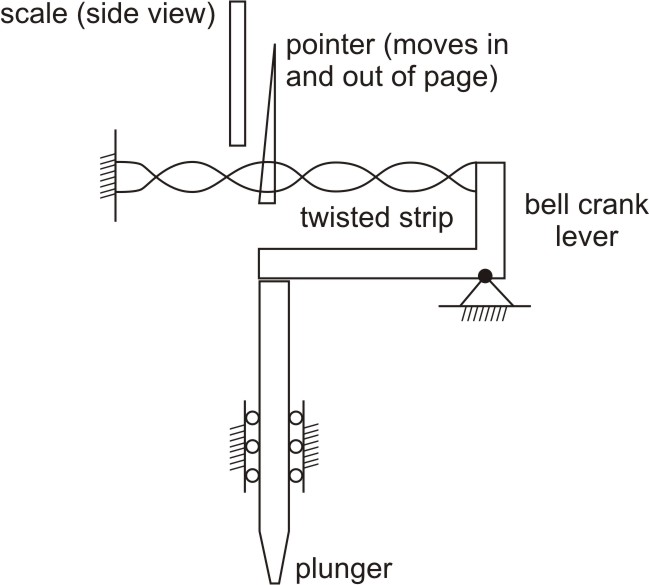 scale (side view)
pointer (moves in
and out of page)
twisted strip
bell crank
lever
plunger